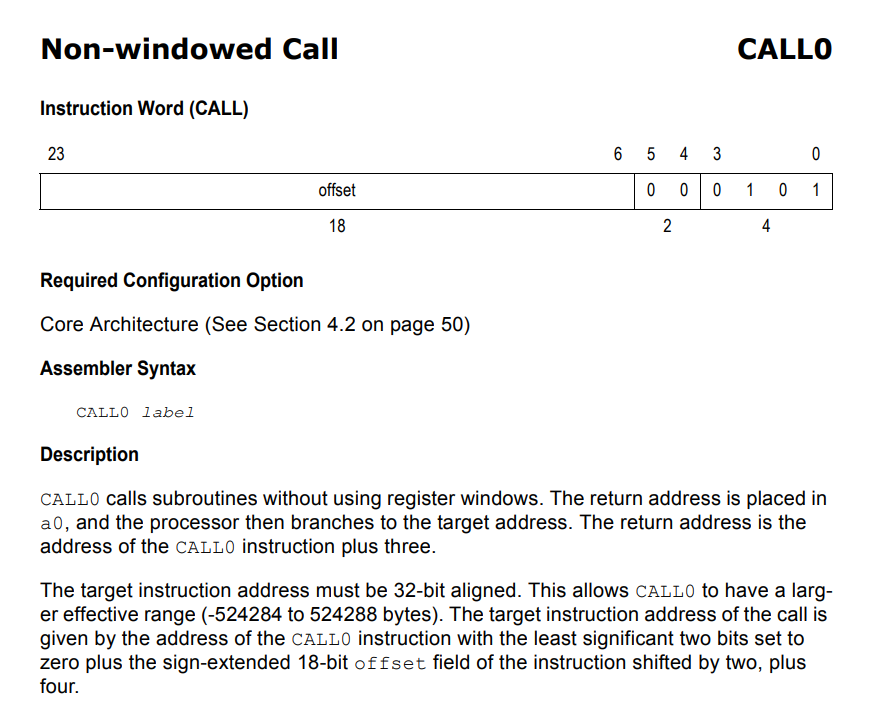 Non-windowed Call CALL0
Instruction Word (CALL)
23 6 5 4 3 0
offset 0 0 0 1 0 1
18 2 4
Required Configuration Option
Core Architecture (See Section 4.2 on page 50)
Assembler Syntax
CALL0 label
Description
CALL0 calls subroutines without using register windows. The return address is placed in
a0, and the processor then branches to the target address. The return address is the
address of the CALL0 instruction plus three.
The target instruction address must be 32-bit aligned. This allows CALL0 to have a larg-
er effective range (-524284 to 524288 bytes). The target instruction address of the call is
given by the address of the CALL0 instruction with the least significant two bits set to
zero plus the sign-extended 18-bit offset field of the instruction shifted by two, plus
four.